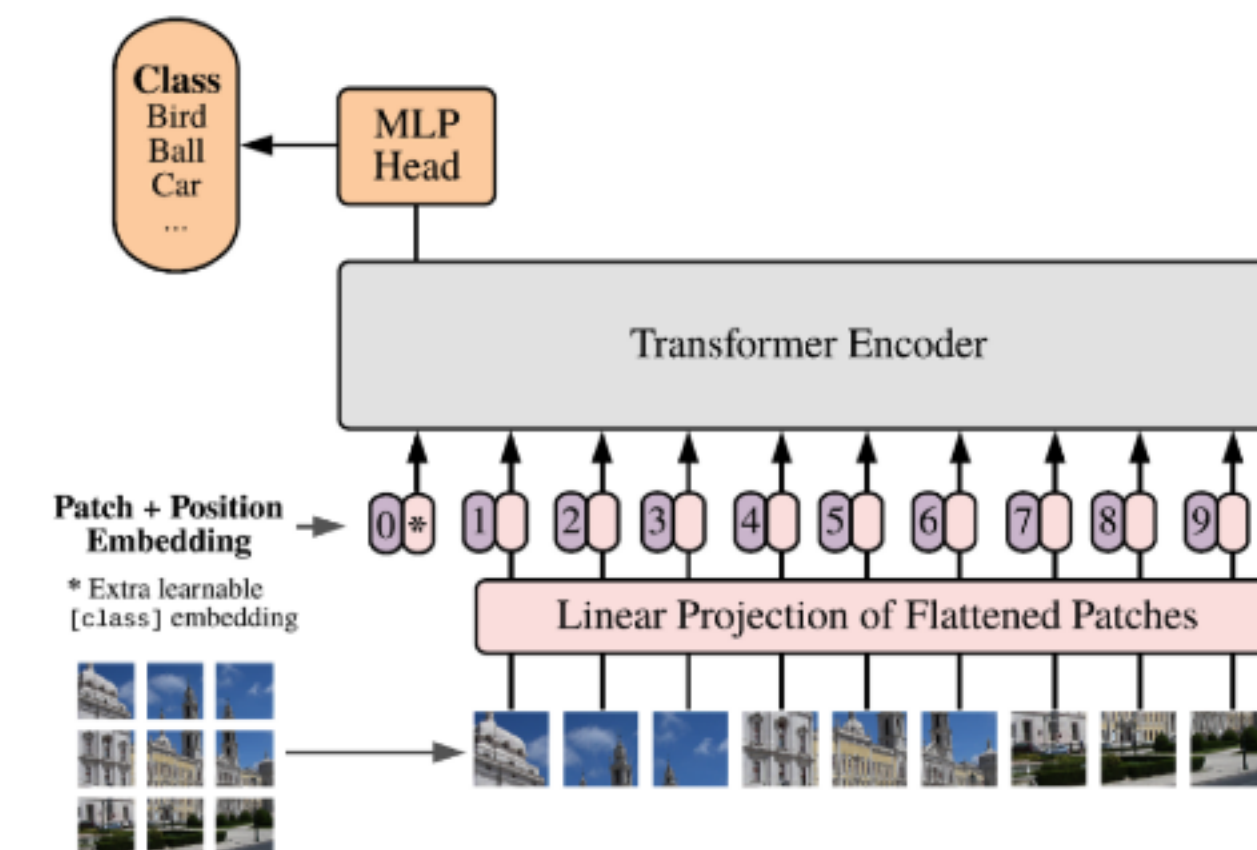 Class
Bird
Ball
Car
...
MLP
Head
Transformer Encoder
Patch + Position
Embedding
0 * 1 2 3 4 5 6 7 8 9
* Extra learnable
[class] embedding
Linear Projection of Flattened Patches